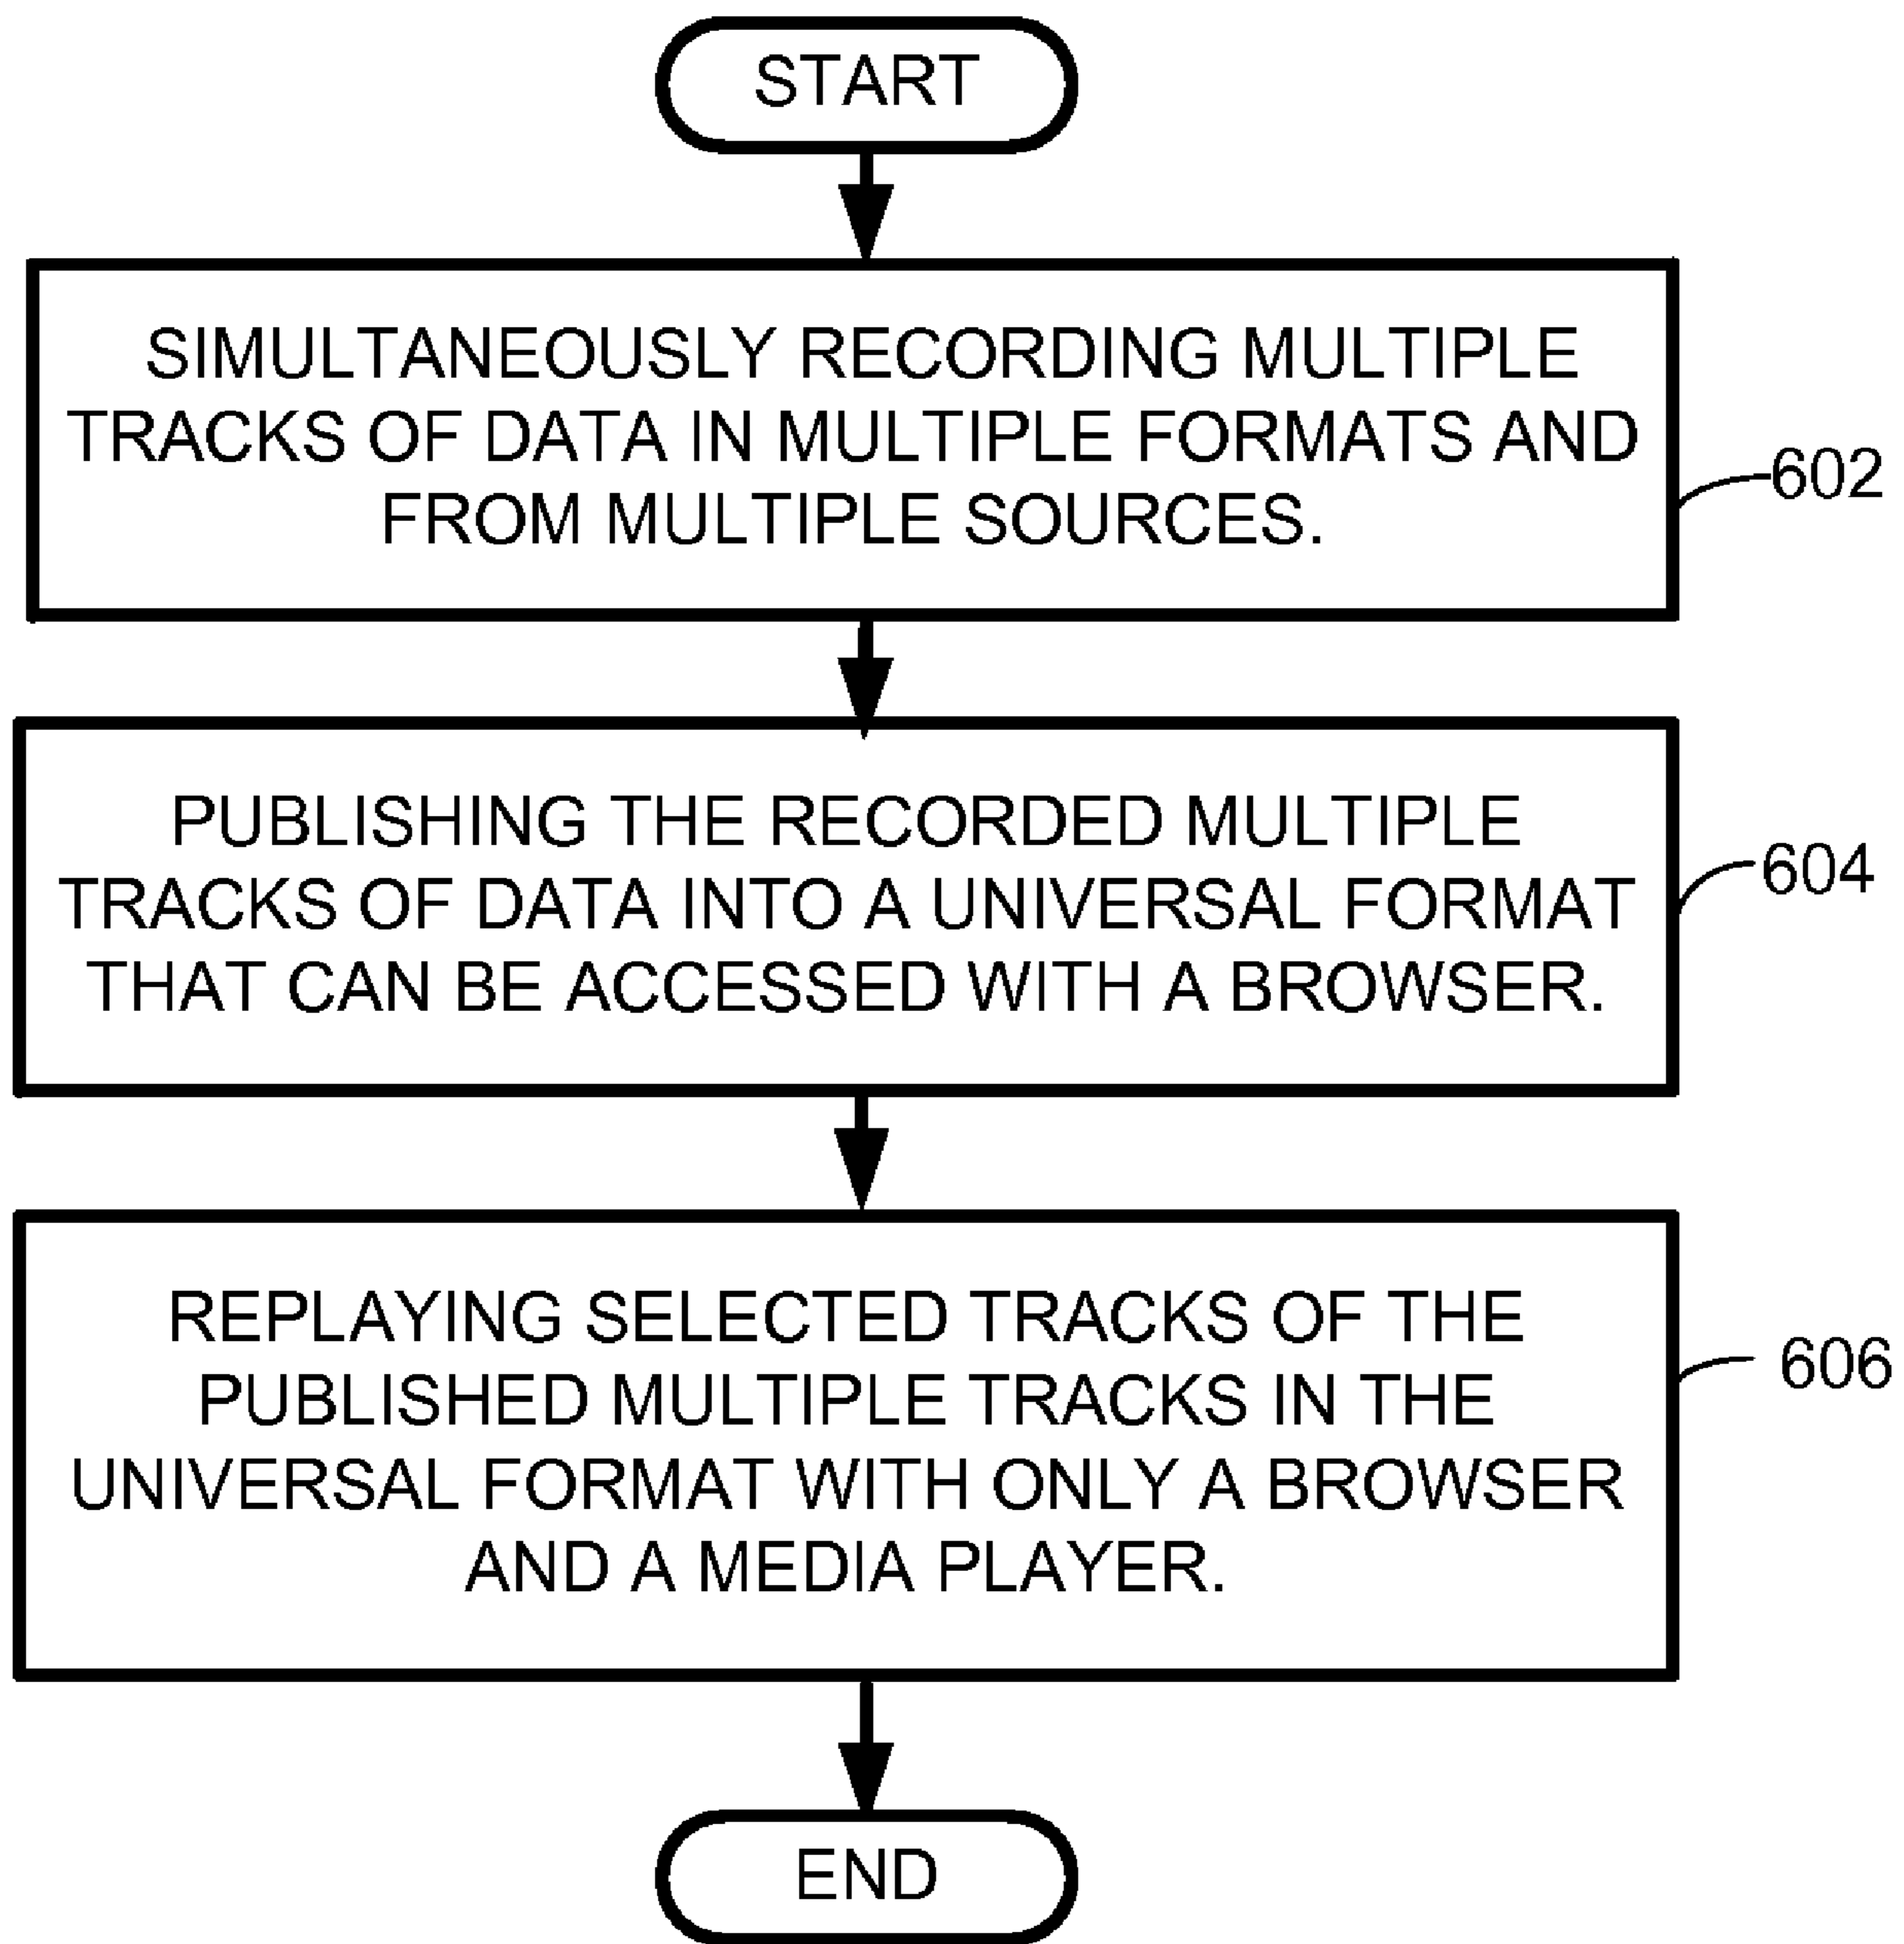 START
SIMULTANEOUSLY RECORDING MULTIPLE
TRACKS OF DATA IN MULTIPLE FORMATS AND
FROM MULTIPLE SOURCES.
602
PUBLISHING THE RECORDED MULTIPLE
TRACKS OF DATA INTO A UNIVERSAL FORMAT
THAT CAN BE ACCESSED WITH A BROWSER.
604
REPLAYING SELECTED TRACKS OF THE
PUBLISHED MULTIPLE TRACKS IN THE
UNIVERSAL FORMAT WITH ONLY A BROWSER
AND A MEDIA PLAYER.
606
END